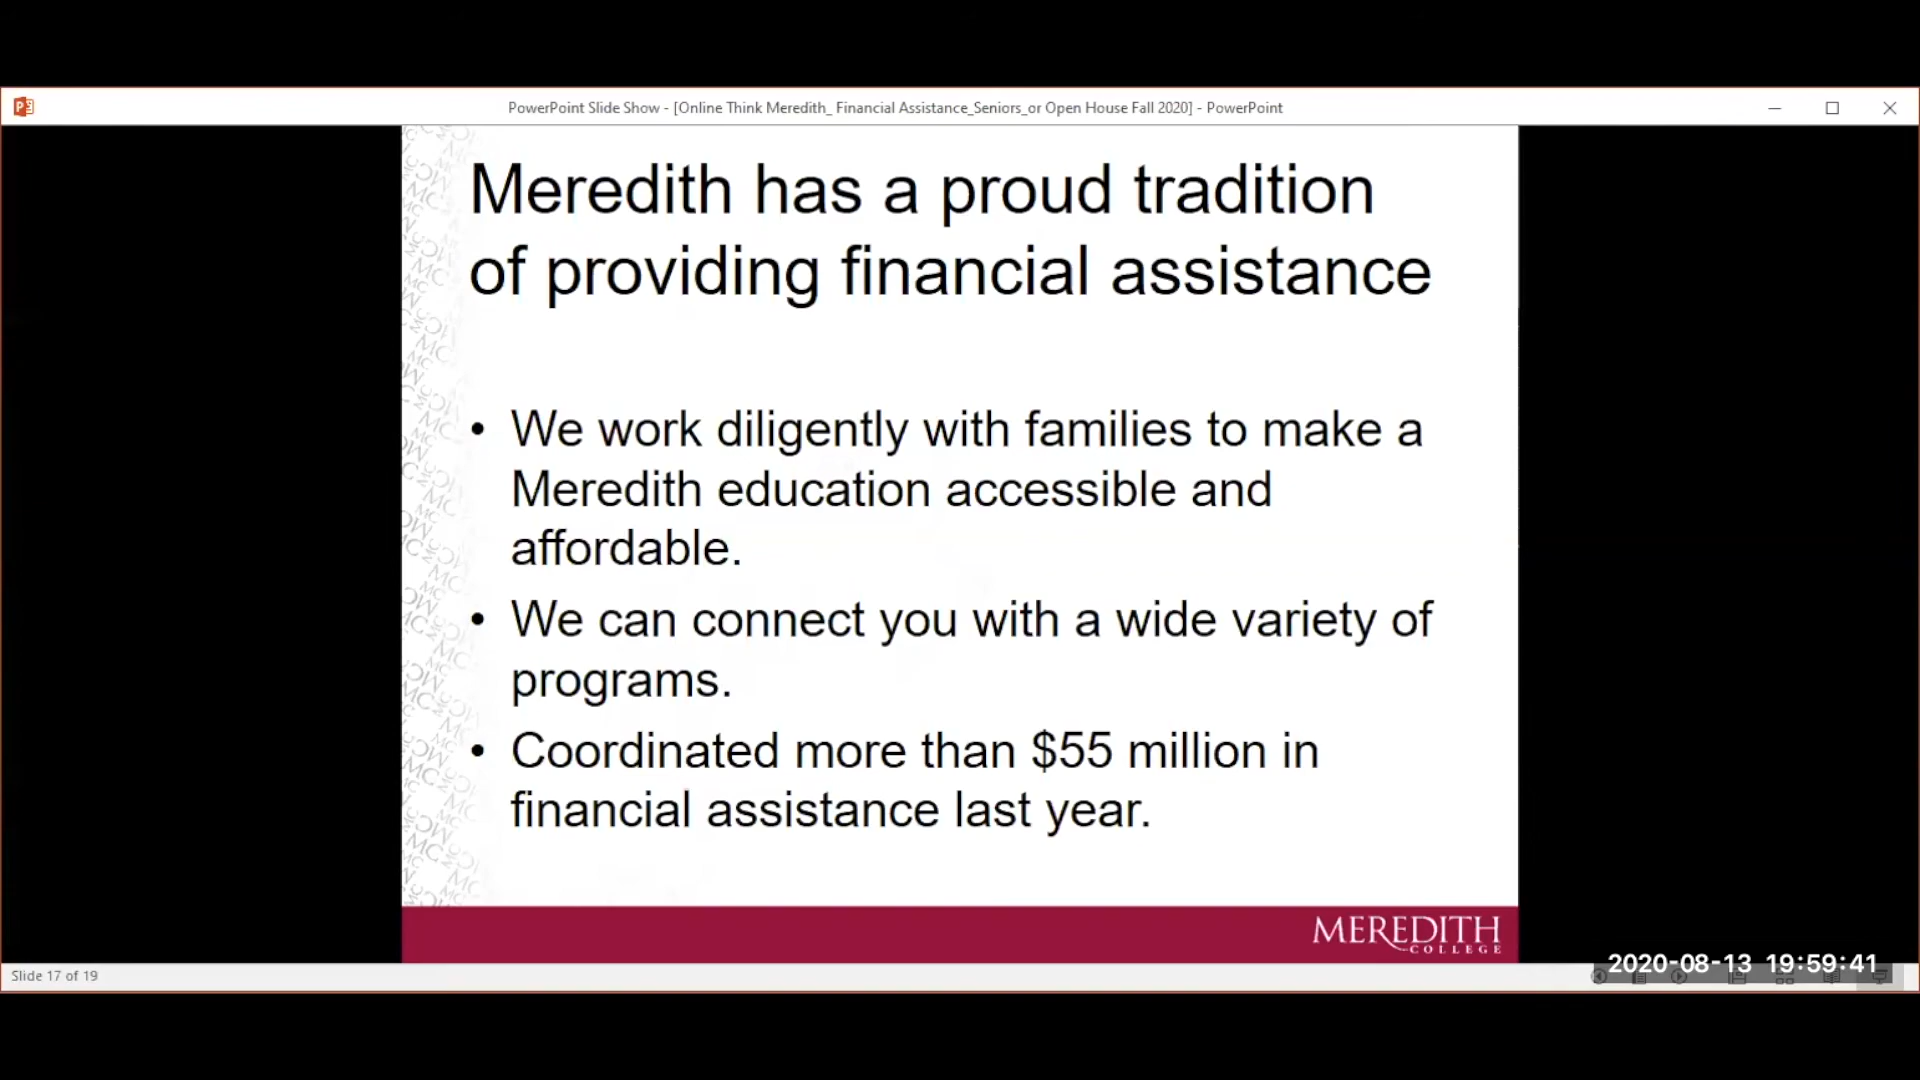 PowerPoint Slide Show - [Online Think Meredith_ Financial Assistance_Seniors_or Open House Fall 2020] - PowerPoint
Meredith has a proud tradition
of providing financial assistance
• We work diligently with families to make a
Meredith education accessible and
affordable.
• We can connect you with a wide variety of
programs.
• Coordinated more than $55 million in
financial assistance last year.
MEREDITH
COLLEGE
2020-08-13 19:59:41
Slide 17 of 19